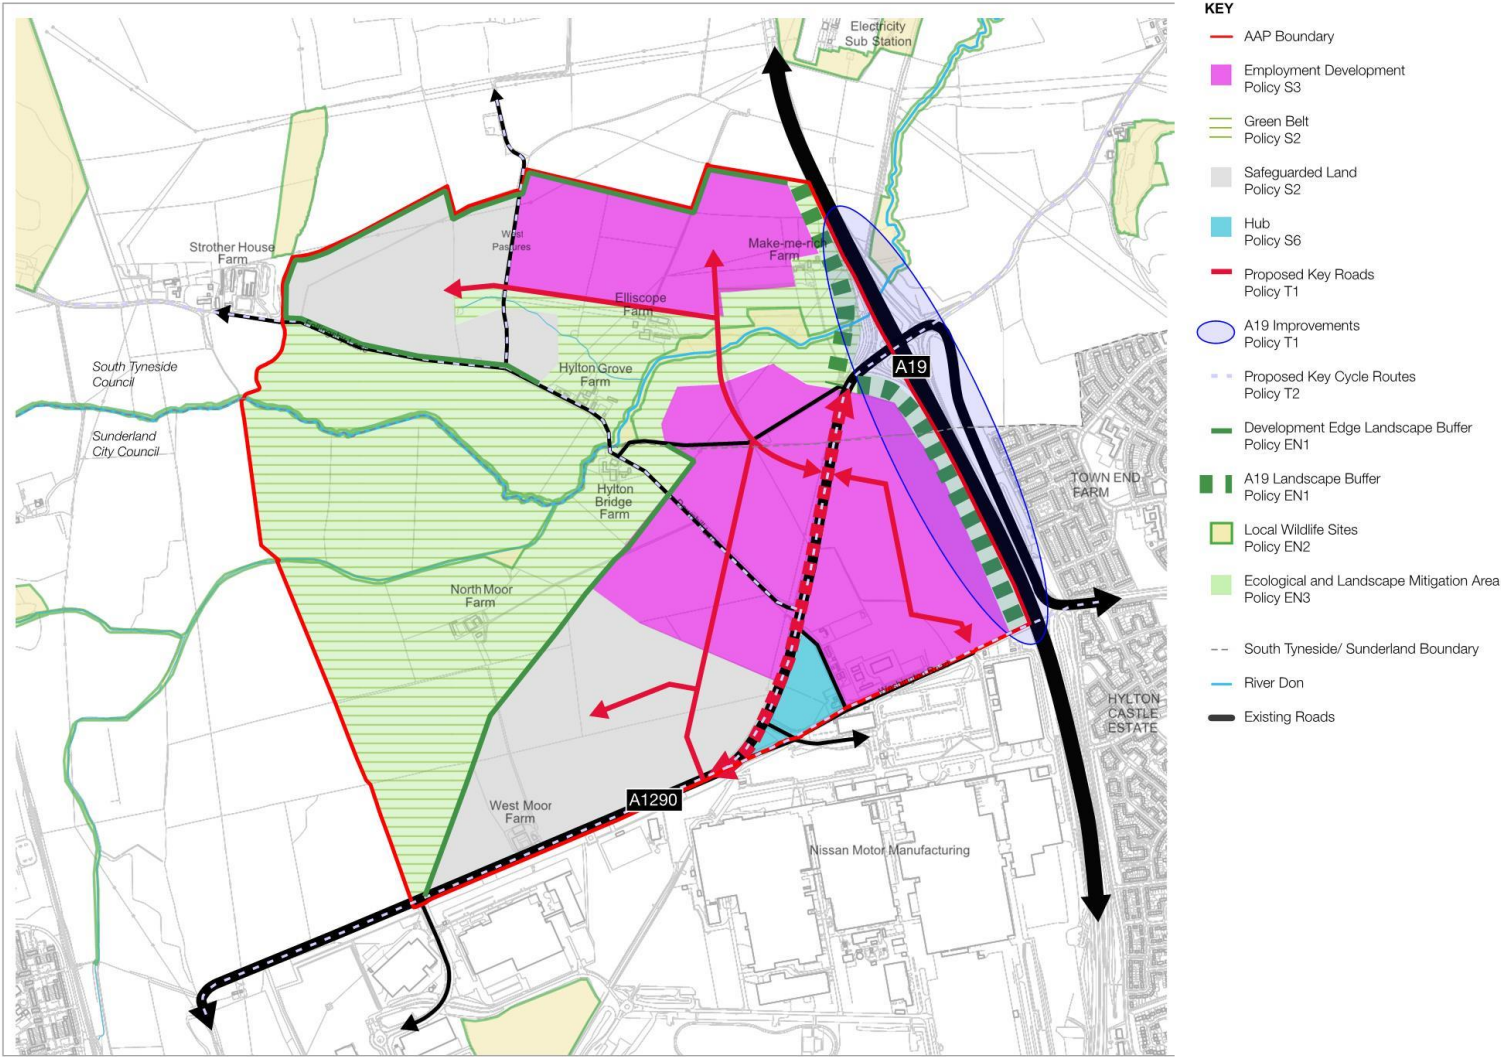 Electricity
Sub Station
Strother House
Farm
West
Pastures
Make-me-rich
Farm
Elliscope
Farm
South Tyneside
Council
Hylton Grove
Farm
A19
Sunderland
City Council
Hylton
Bridge
Farm
TOWN END
FARM
North Moor
Farm
HYLTON
CASTLE
ESTATE
West Moor
Farm
A1290
Nissan Motor Manufacturing
KEY
AAP Boundary
Employment Development
Policy S3
Green Belt
Policy S2
Safeguarded Land
Policy S2
Hub
Policy S6
Proposed Key Roads
Policy T1
A19 Improvements
Policy T1
Proposed Key Cycle Routes
Policy T2
Development Edge Landscape Buffer
Policy EN1
A19 Landscape Buffer
Policy EN1
Local Wildlife Sites
Policy EN2
Ecological and Landscape Mitigation Area
Policy EN3
South Tyneside/ Sunderland Boundary
River Don
Existing Roads